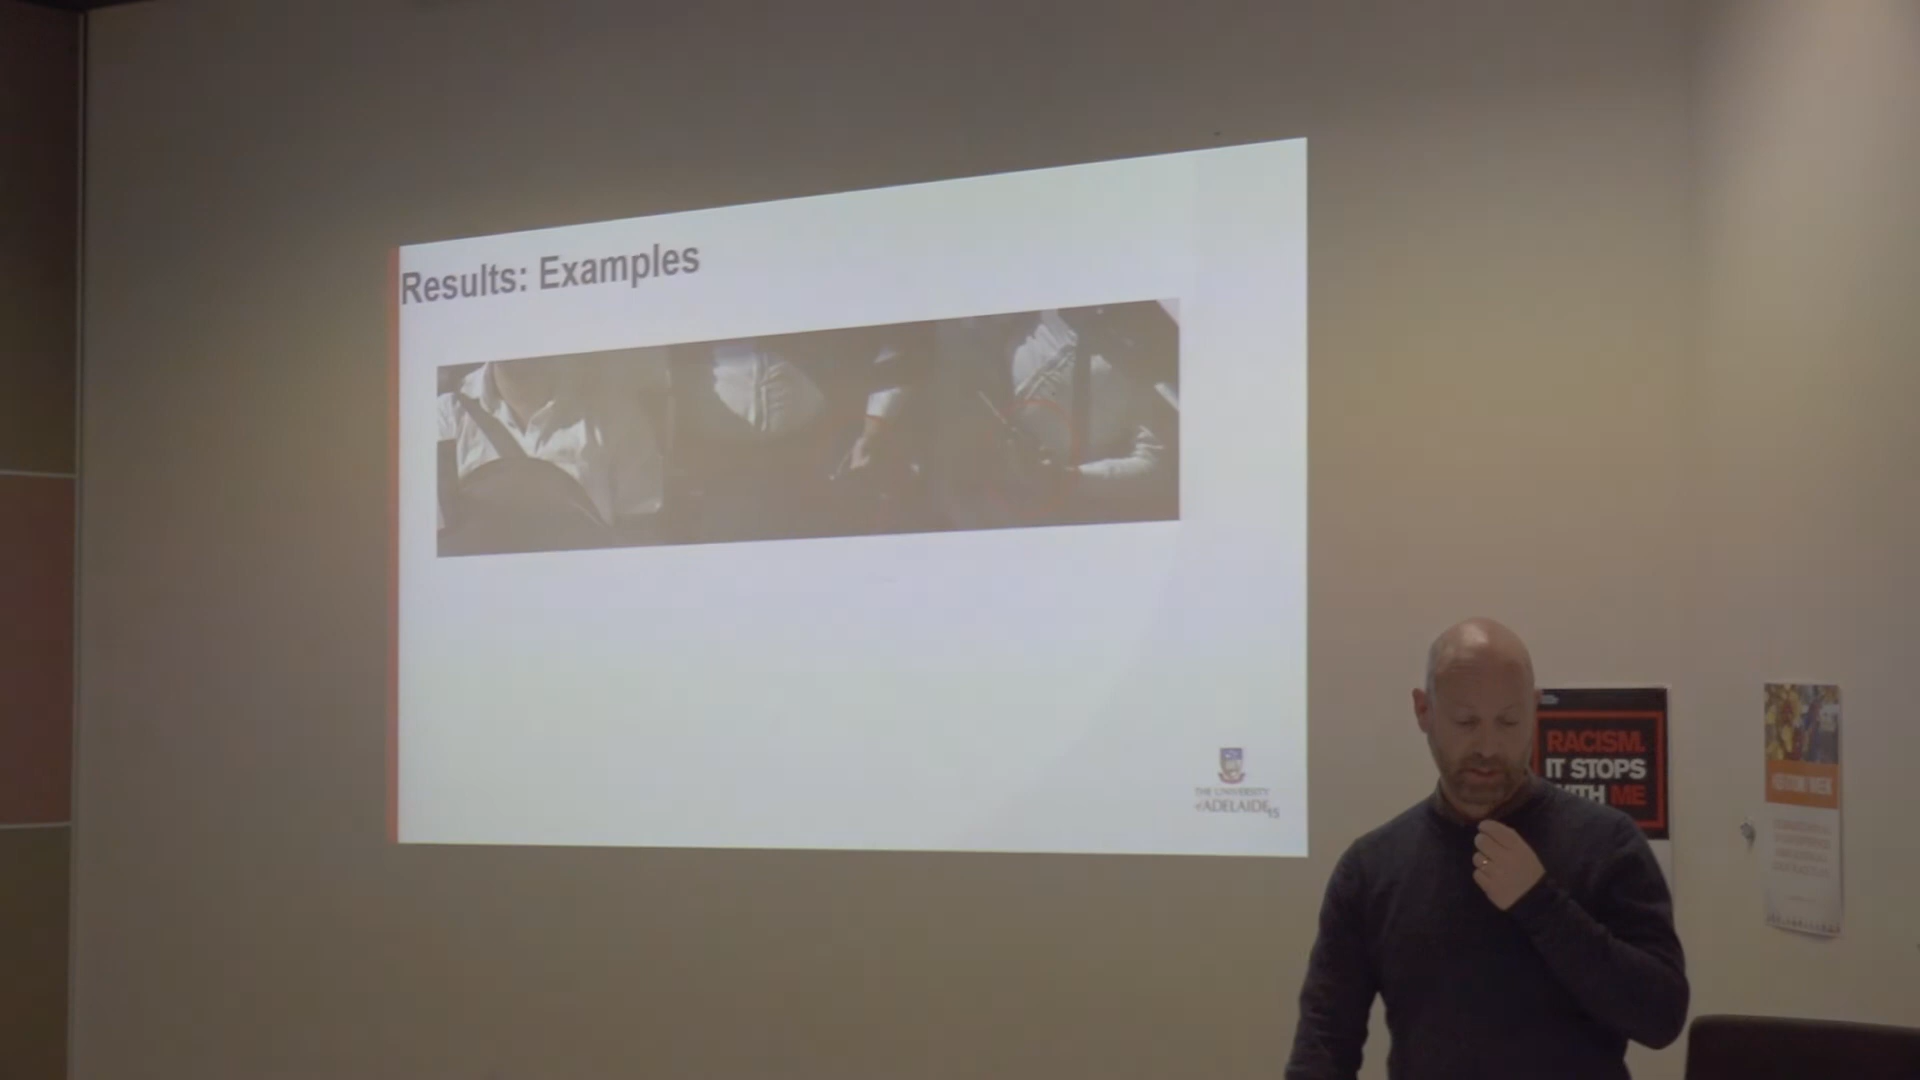 Results: Examples
THE UNIVERSITY
of ADELAIDE
15
RACISM.
IT STOPS
WITH ME